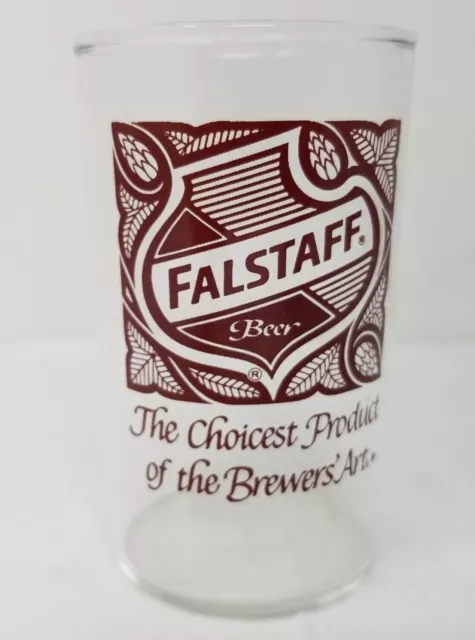 FALSTAFF®
Beer
®
The Choicest Product
of the Brewers' Art.®